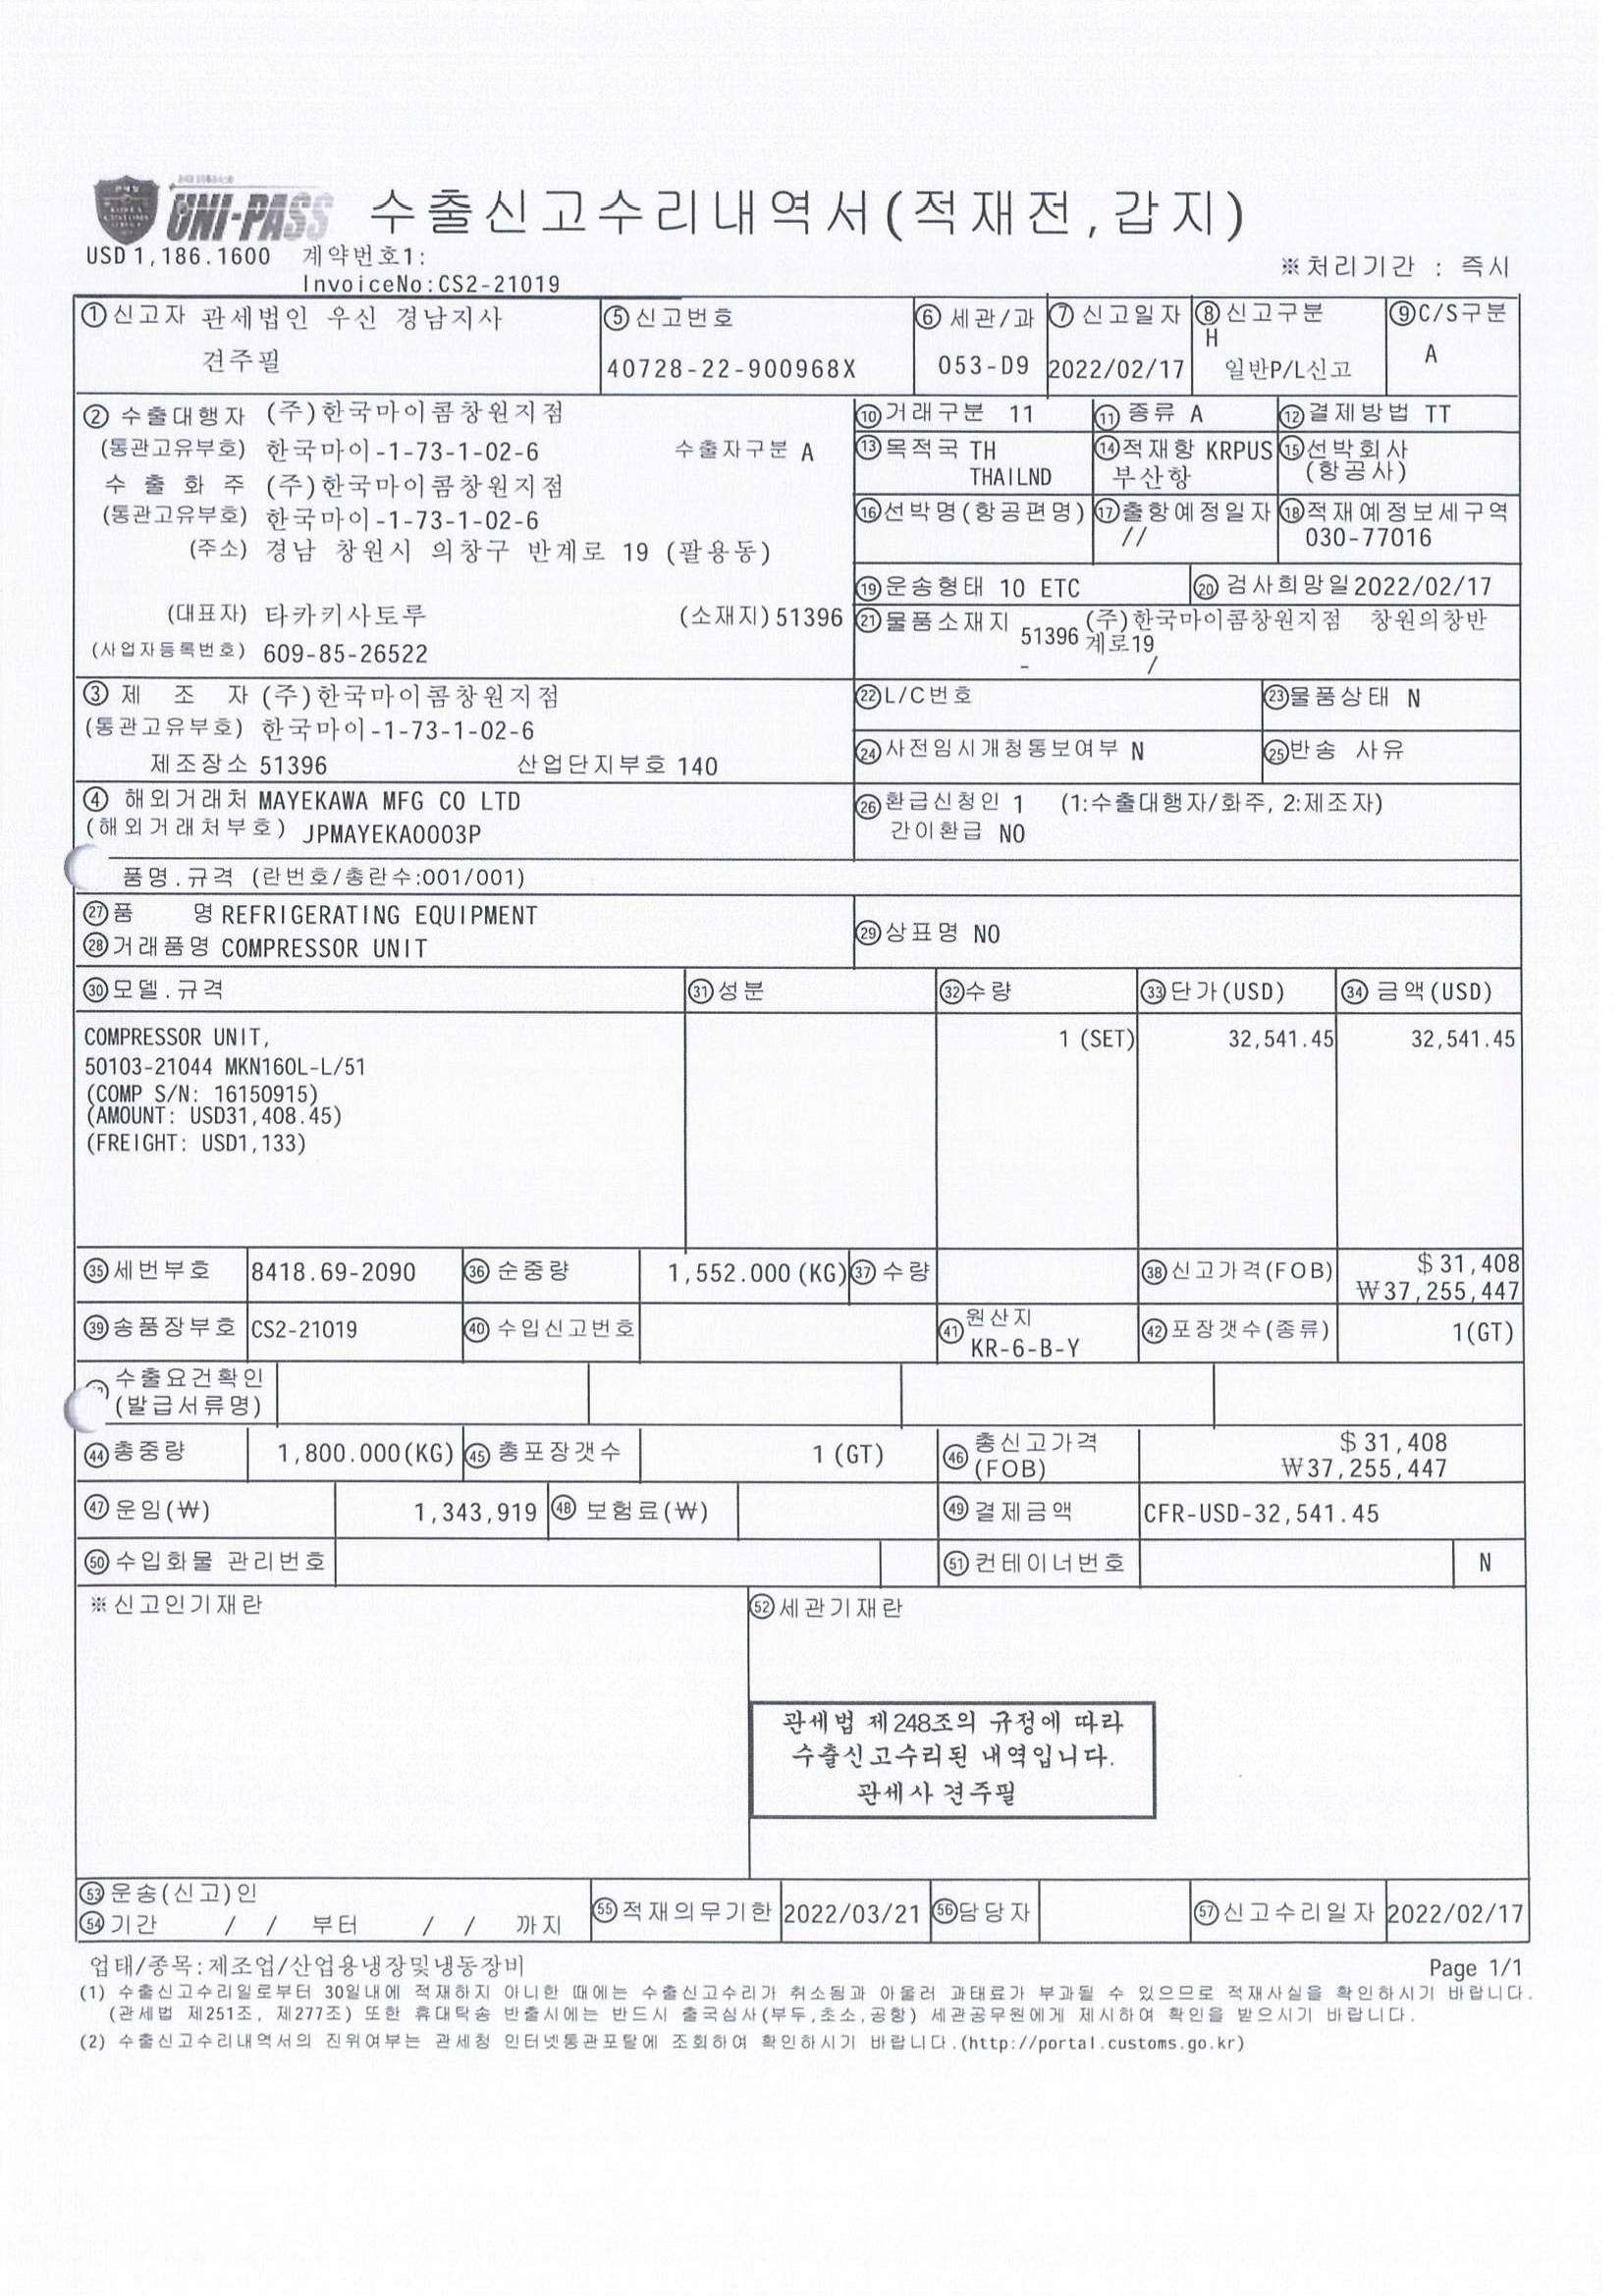 UNI-PASS 수출신고수리내역서(적재전,갑지)
USD 1,186.1600 계약번호1:
InvoiceNo:CS2-21019
※처리기간 : 즉시
①신고자 관세법인 우신 경남지사
견주필
⑤신고번호
40728-22-900968X
⑥세관/과
053-D9
⑦신고일자
2022/02/17
⑧신고구분
H
일반P/L신고
⑨C/S구분
A
②수출대행자 (주)한국마이콤창원지점
(통관고유부호) 한국마이-1-73-1-02-6 수출자구분 A
수 출 화 주 (주)한국마이콤창원지점
(통관고유부호) 한국마이-1-73-1-02-6
(주소) 경남 창원시 의창구 반계로 19 (팔용동)
(대표자) 타카키사토루 (소재지) 51396
(사업자등록번호) 609-85-26522
⑩거래구분 11
⑪종류 A
⑫결제방법 TT
⑬목적국 TH
THAILND
⑭적재항 KRPUS
부산항
⑮선박회사
(항공사)
⑯선박명(항공편명)
⑰출항예정일자
//
⑱적재예정보세구역
030-77016
⑲운송형태 10 ETC
⑳검사희망일2022/02/17
㉑물품소재지 51396 (주)한국마이콤창원지점 창원의창반
계로19
- /
③제 조 자 (주)한국마이콤창원지점
(통관고유부호) 한국마이-1-73-1-02-6
제조장소 51396 산업단지부호 140
㉒L/C번호
㉓물품상태 N
㉔사전임시개청통보여부 N
㉕반송 사유
④해외거래처 MAYEKAWA MFG CO LTD
(해외거래처부호) JPMAYEKA0003P
㉖환급신청인 1 (1:수출대행자/화주, 2:제조자)
간이환급 NO
품명.규격 (란번호/총란수:001/001)
㉗품 명 REFRIGERATING EQUIPMENT
㉘거래품명 COMPRESSOR UNIT
㉙상표명 NO
㉚모델.규격 ㉛성분 ㉜수량 ㉝단가(USD) ㉞금액(USD)
COMPRESSOR UNIT, 1 (SET) 32,541.45 32,541.45
50103-21044 MKN160L-L/51
(COMP S/N: 16150915)
(AMOUNT: USD31,408.45)
(FREIGHT: USD1,133)
㉟세번부호 8418.69-2090 ㊱순중량 1,552.000 (KG) ㊲수량 ㊳신고가격(FOB) $31,408
₩37,255,447
㊴송품장부호 CS2-21019 ㊵수입신고번호 ㊶원산지
KR-6-B-Y
㊷포장갯수(종류) 1(GT)
수출요건확인
(발급서류명)
㊹총중량 1,800.000(KG) ㊺총포장갯수 1 (GT) ㊻총신고가격
(FOB)
$31,408
₩37,255,447
㊼운임(₩) 1,343,919 ㊽보험료(₩) ㊾결제금액 CFR-USD-32,541.45
㊿수입화물 관리번호 51컨테이너번호 N
※신고인기재란 52세관기재란
관세법 제248조의 규정에 따라
수출신고수리된 내역입니다.
관세사 견주필
53운송(신고)인
54기간 / / 부터 / / 까지
55적재의무기한 2022/03/21 56담당자 57신고수리일자 2022/02/17
업태/종목:제조업/산업용냉장및냉동장비 Page 1/1
(1) 수출신고수리일로부터 30일내에 적재하지 아니한 때에는 수출신고수리가 취소됨과 아울러 과태료가 부과될 수 있으므로 적재사실을 확인하시기 바랍니다.
(관세법 제251조, 제277조) 또한 휴대탁송 반출시에는 반드시 출국심사(부두,초소,공항) 세관공무원에게 제시하여 확인을 받으시기 바랍니다.
(2) 수출신고수리내역서의 진위여부는 관세청 인터넷통관포탈에 조회하여 확인하시기 바랍니다.(http://portal.customs.go.kr)